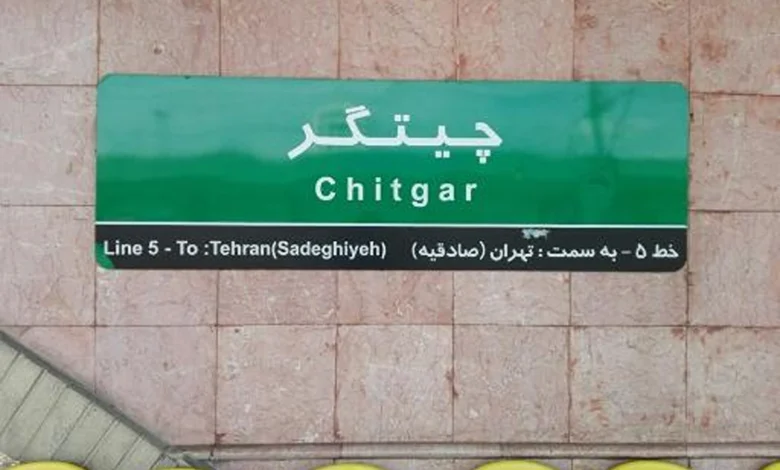 چیتگر
Chitgar
Line 5 - To :Tehran(Sadeghiyeh) خط ۵ - به سمت : تهران (صادقیه)